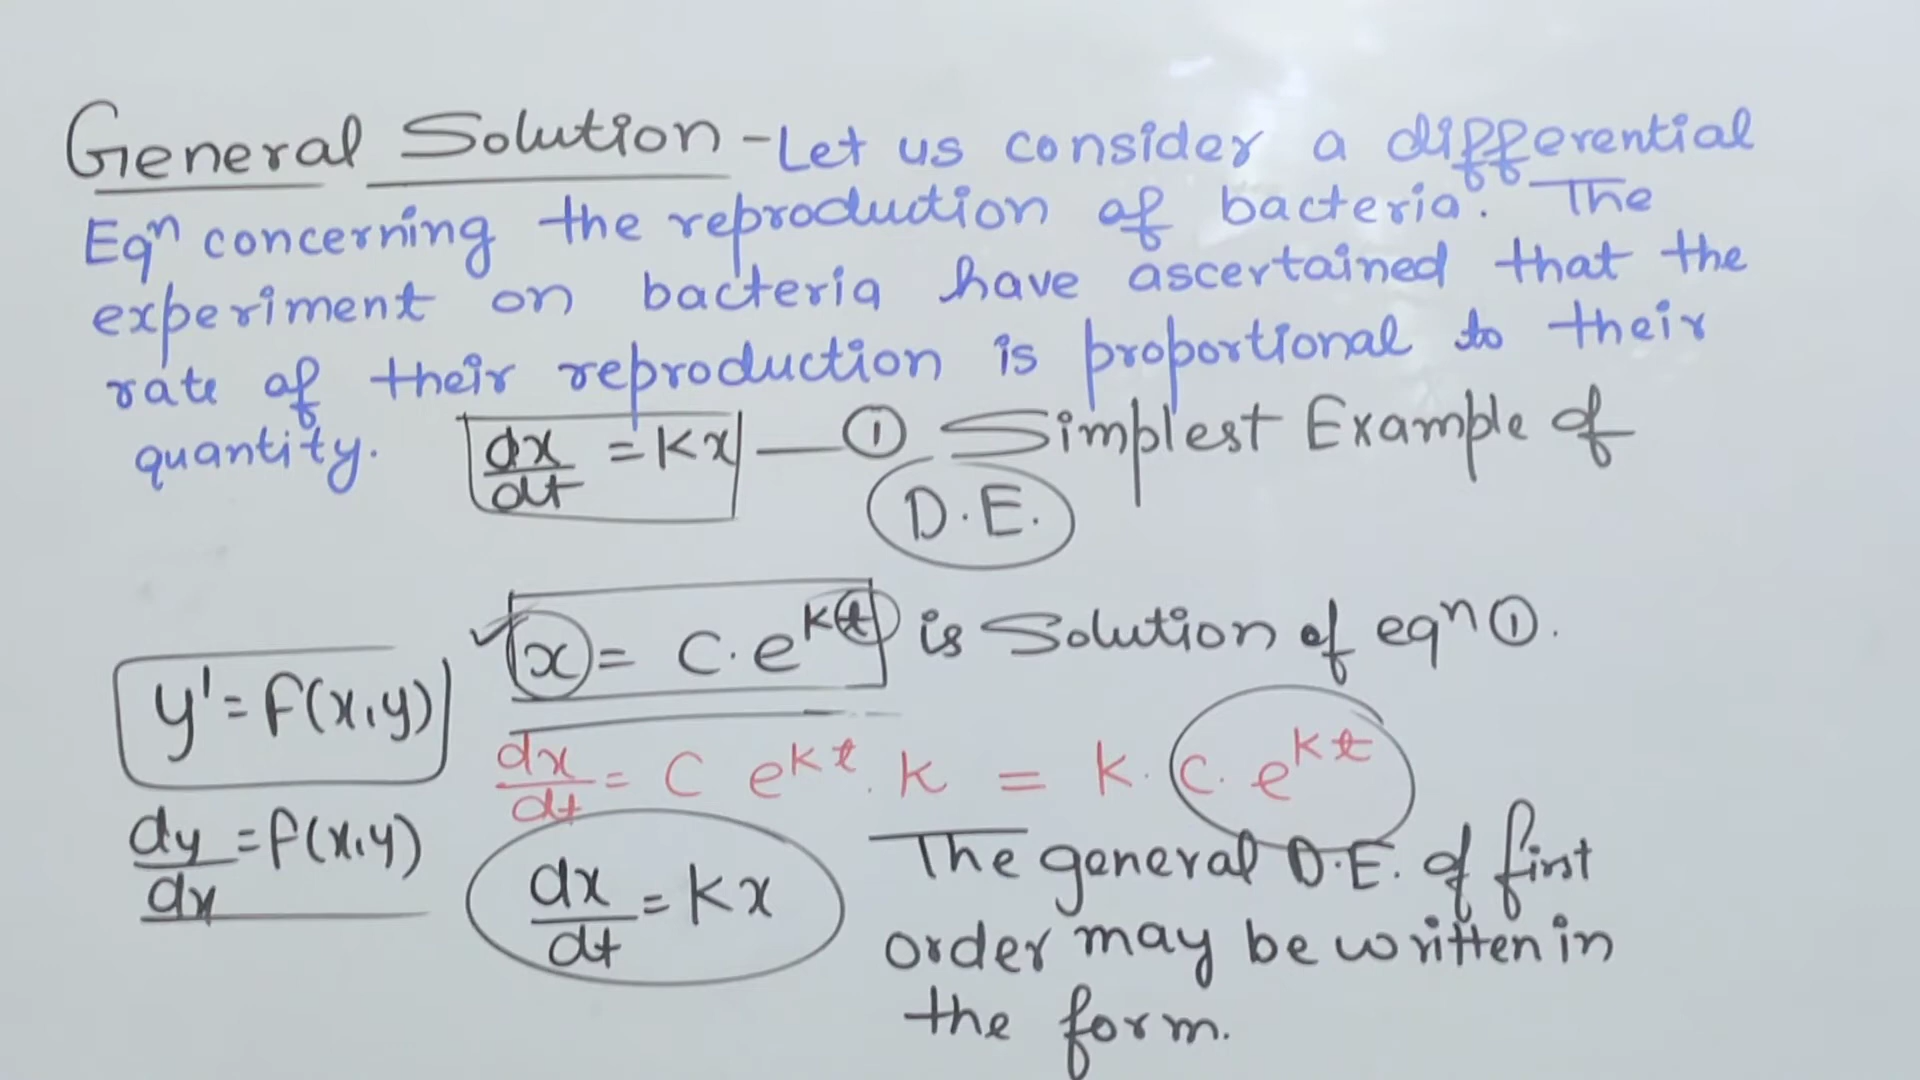 General Solution - Let us consider a differential
Eqⁿ concerning the reproduction of bacteria. The
experiment on bacteria have ascertained that the
rate of their reproduction is proportional to their
quantity. dx/dt = Kx — ① Simplest Example of
D.E.
✓ x = C.e^kt is Solution of eqⁿ ①.
y' = f(x,y)
dx/dt = C e^kt . k = k. C. e^kt
dy/dx = f(x,y)
dx/dt = Kx
The general D.E. of first
order may be written in
the form.